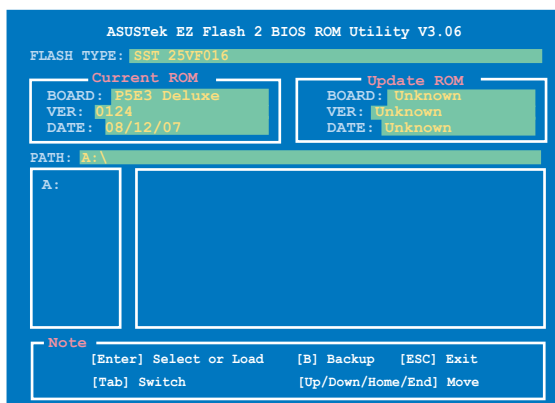 ASUSTek EZ Flash 2 BIOS ROM Utility V3.06
FLASH TYPE: SST 25VF016
Current ROM
BOARD: P5E3 Deluxe
VER: 0124
DATE: 08/12/07
Update ROM
BOARD: Unknown
VER: Unknown
DATE: Unknown
PATH: A:\
A:
Note
[Enter] Select or Load [B] Backup [ESC] Exit
[Tab] Switch [Up/Down/Home/End] Move